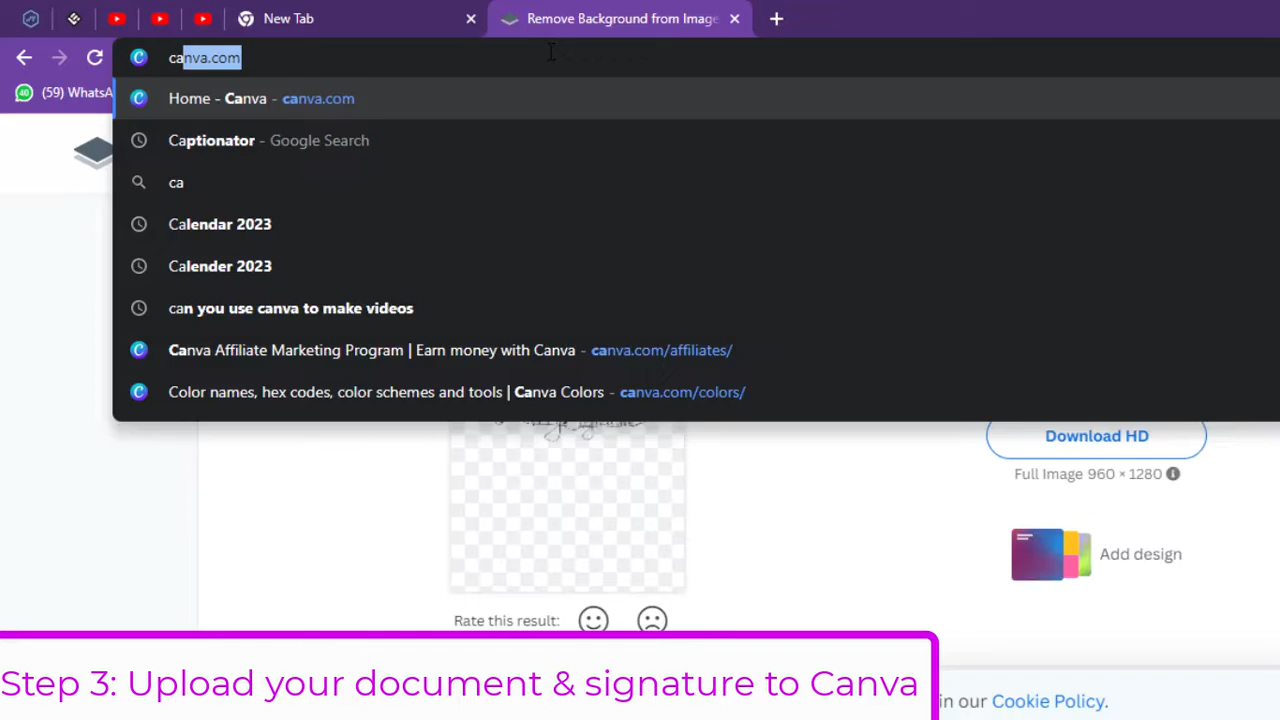 New Tab
Remove Background from Image
canva.com
(59) WhatsA
Home - Canva - canva.com
Captionator - Google Search
ca
Calendar 2023
Calender 2023
can you use canva to make videos
Canva Affiliate Marketing Program | Earn money with Canva - canva.com/affiliates/
Color names, hex codes, color schemes and tools | Canva Colors - canva.com/colors/
Download HD
Full Image 960 × 1280
Add design
Rate this result:
Step 3: Upload your document & signature to Canva
in our Cookie Policy.